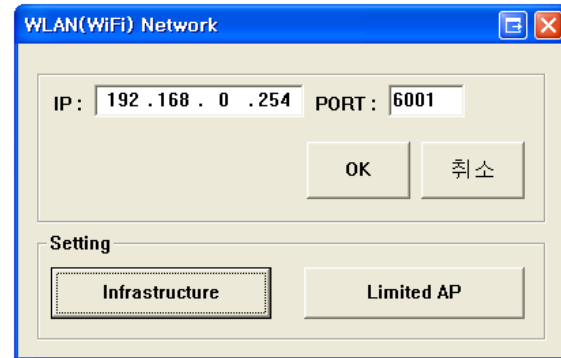 WLAN(WiFi) Network
IP : 192 .168 . 0 .254 PORT : 6001
OK 취소
Setting
Infrastructure Limited AP